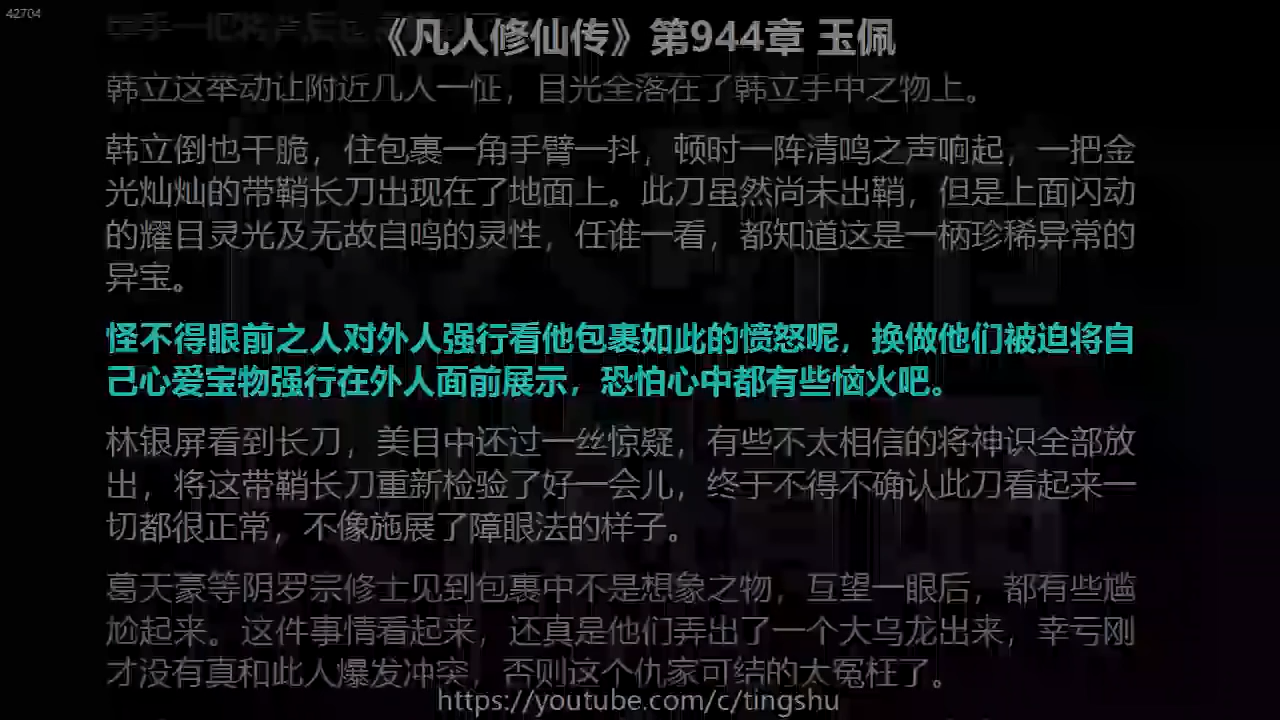 42704
《凡人修仙传》第944章 玉佩
韩立这举动让附近几人一怔，目光全落在了韩立手中之物上。
韩立倒也干脆，住包裹一角手臂一抖，顿时一阵清鸣之声响起，一把金
光灿灿的带鞘长刀出现在了地面上。此刀虽然尚未出鞘，但是上面闪动
的耀目灵光及无故自鸣的灵性，任谁一看，都知道这是一柄珍稀异常的
异宝。
怪不得眼前之人对外人强行看他包裹如此的愤怒呢，换做他们被迫将自
己心爱宝物强行在外人面前展示，恐怕心中都有些恼火吧。
林银屏看到长刀，美目中还过一丝惊疑，有些不太相信的将神识全部放
出，将这带鞘长刀重新检验了好一会儿，终于不得不确认此刀看起来一
切都很正常，不像施展了障眼法的样子。
葛天豪等阴罗宗修士见到包裹中不是想象之物，互望一眼后，都有些尴
尬起来。这件事情看起来，还真是他们弄出了一个大乌龙出来，幸亏刚
才没有真和此人爆发冲突，否则这个仇家可结的太冤枉了。
https://youtube.com/c/tingshu